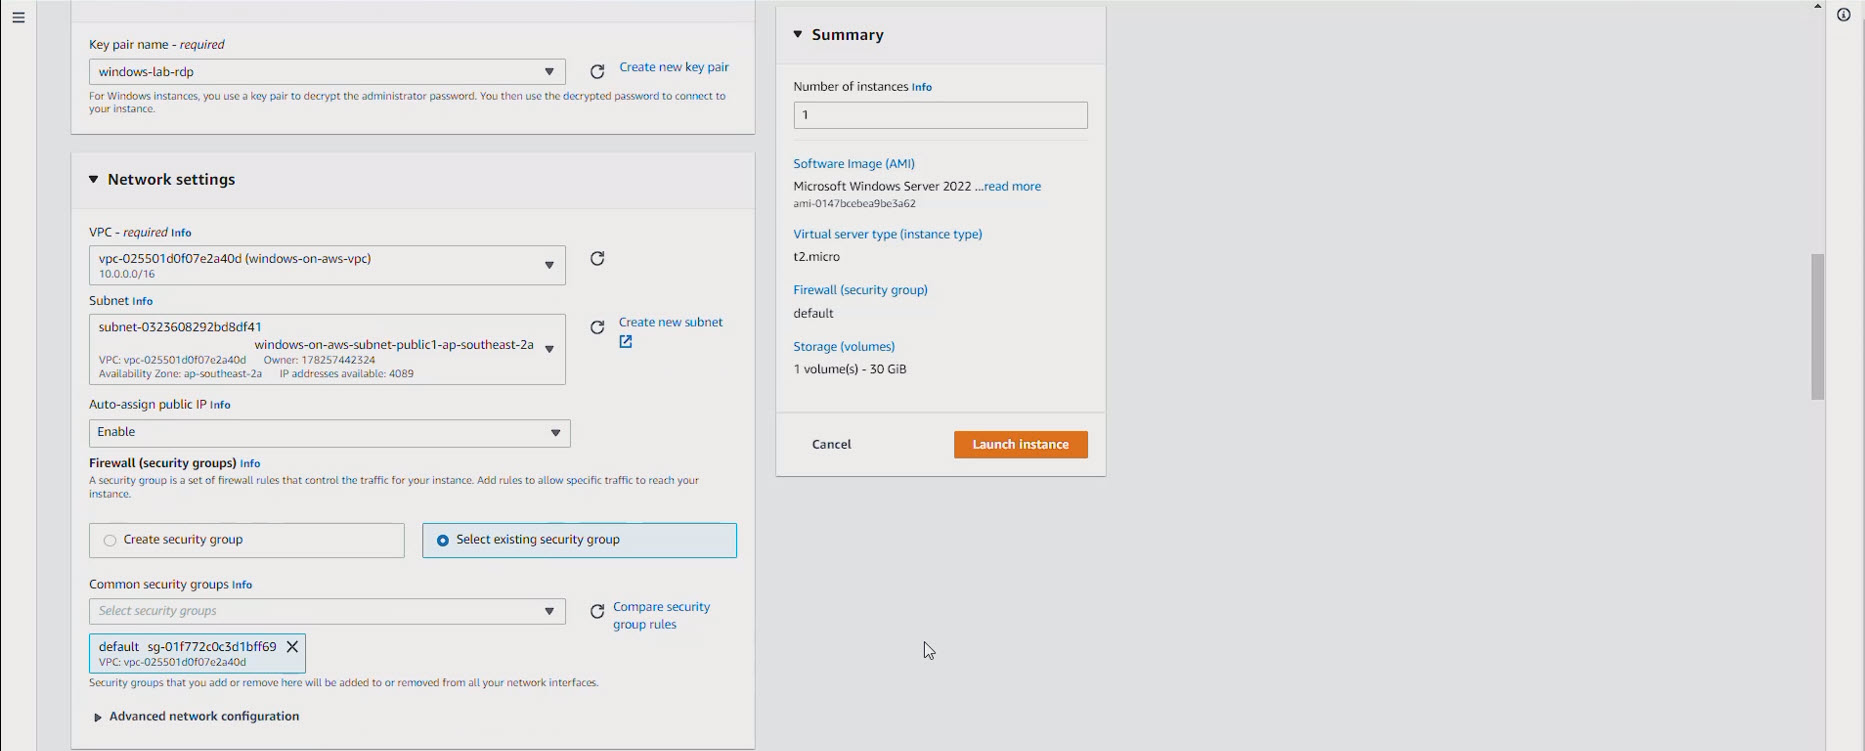 Key pair name - required
windows-lab-rdp
Create new key pair
For Windows instances, you use a key pair to decrypt the administrator password. You then use the decrypted password to connect to
your instance.
Network settings
VPC - required Info
vpc-025501d0f07e2a40d (windows-on-aws-vpc)
10.0.0.0/16
Subnet Info
subnet-0323608292bd8df41
windows-on-aws-subnet-public1-ap-southeast-2a
VPC: vpc-025501d0f07e2a40d Owner: 178257442324
Availability Zone: ap-southeast-2a IP addresses available: 4089
Create new subnet
Auto-assign public IP Info
Enable
Firewall (security groups) Info
A security group is a set of firewall rules that control the traffic for your instance. Add rules to allow specific traffic to reach your
instance.
Create security group
Select existing security group
Common security groups Info
Select security groups
Compare security
group rules
default sg-01f772c0c3d1bff69
VPC: vpc-025501d0f07e2a40d
Security groups that you add or remove here will be added to or removed from all your network interfaces.
Advanced network configuration
Summary
Number of instances Info
1
Software Image (AMI)
Microsoft Windows Server 2022 ...read more
ami-0147bcebea9be3a62
Virtual server type (instance type)
t2.micro
Firewall (security group)
default
Storage (volumes)
1 volume(s) - 30 GiB
Cancel
Launch instance